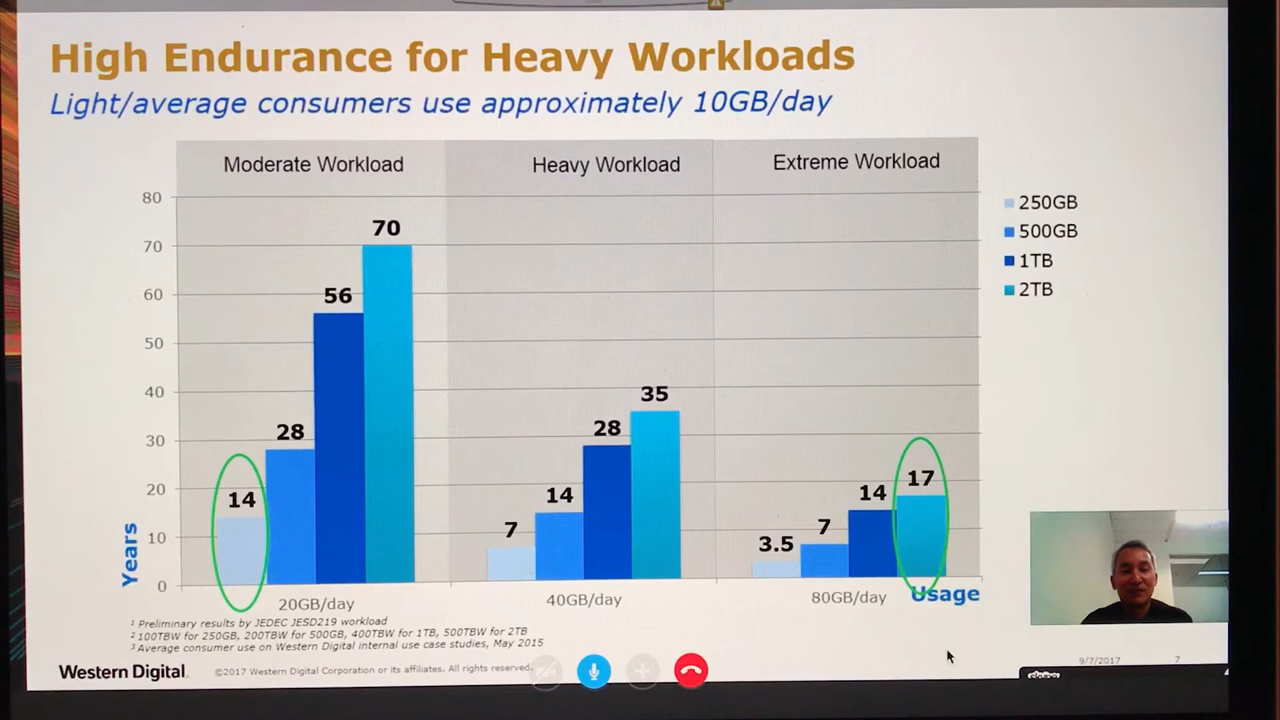 High Endurance for Heavy Workloads
Light/average consumers use approximately 10GB/day
Moderate Workload
Heavy Workload
Extreme Workload
80
70
60
50
40
30
20
10
0
Years
14
28
56
70
7
14
28
35
3.5
7
14
17
20GB/day
40GB/day
80GB/day
Usage
250GB
500GB
1TB
2TB
1 Preliminary results by JEDEC JESD219 workload
2 100TBW for 250GB, 200TBW for 500GB, 400TBW for 1TB, 500TBW for 2TB
3 Average consumer use on Western Digital internal use case studies, May 2015
Western Digital.
©2017 Western Digital Corporation or its affiliates. All rights reserved.
9/7/2017
7